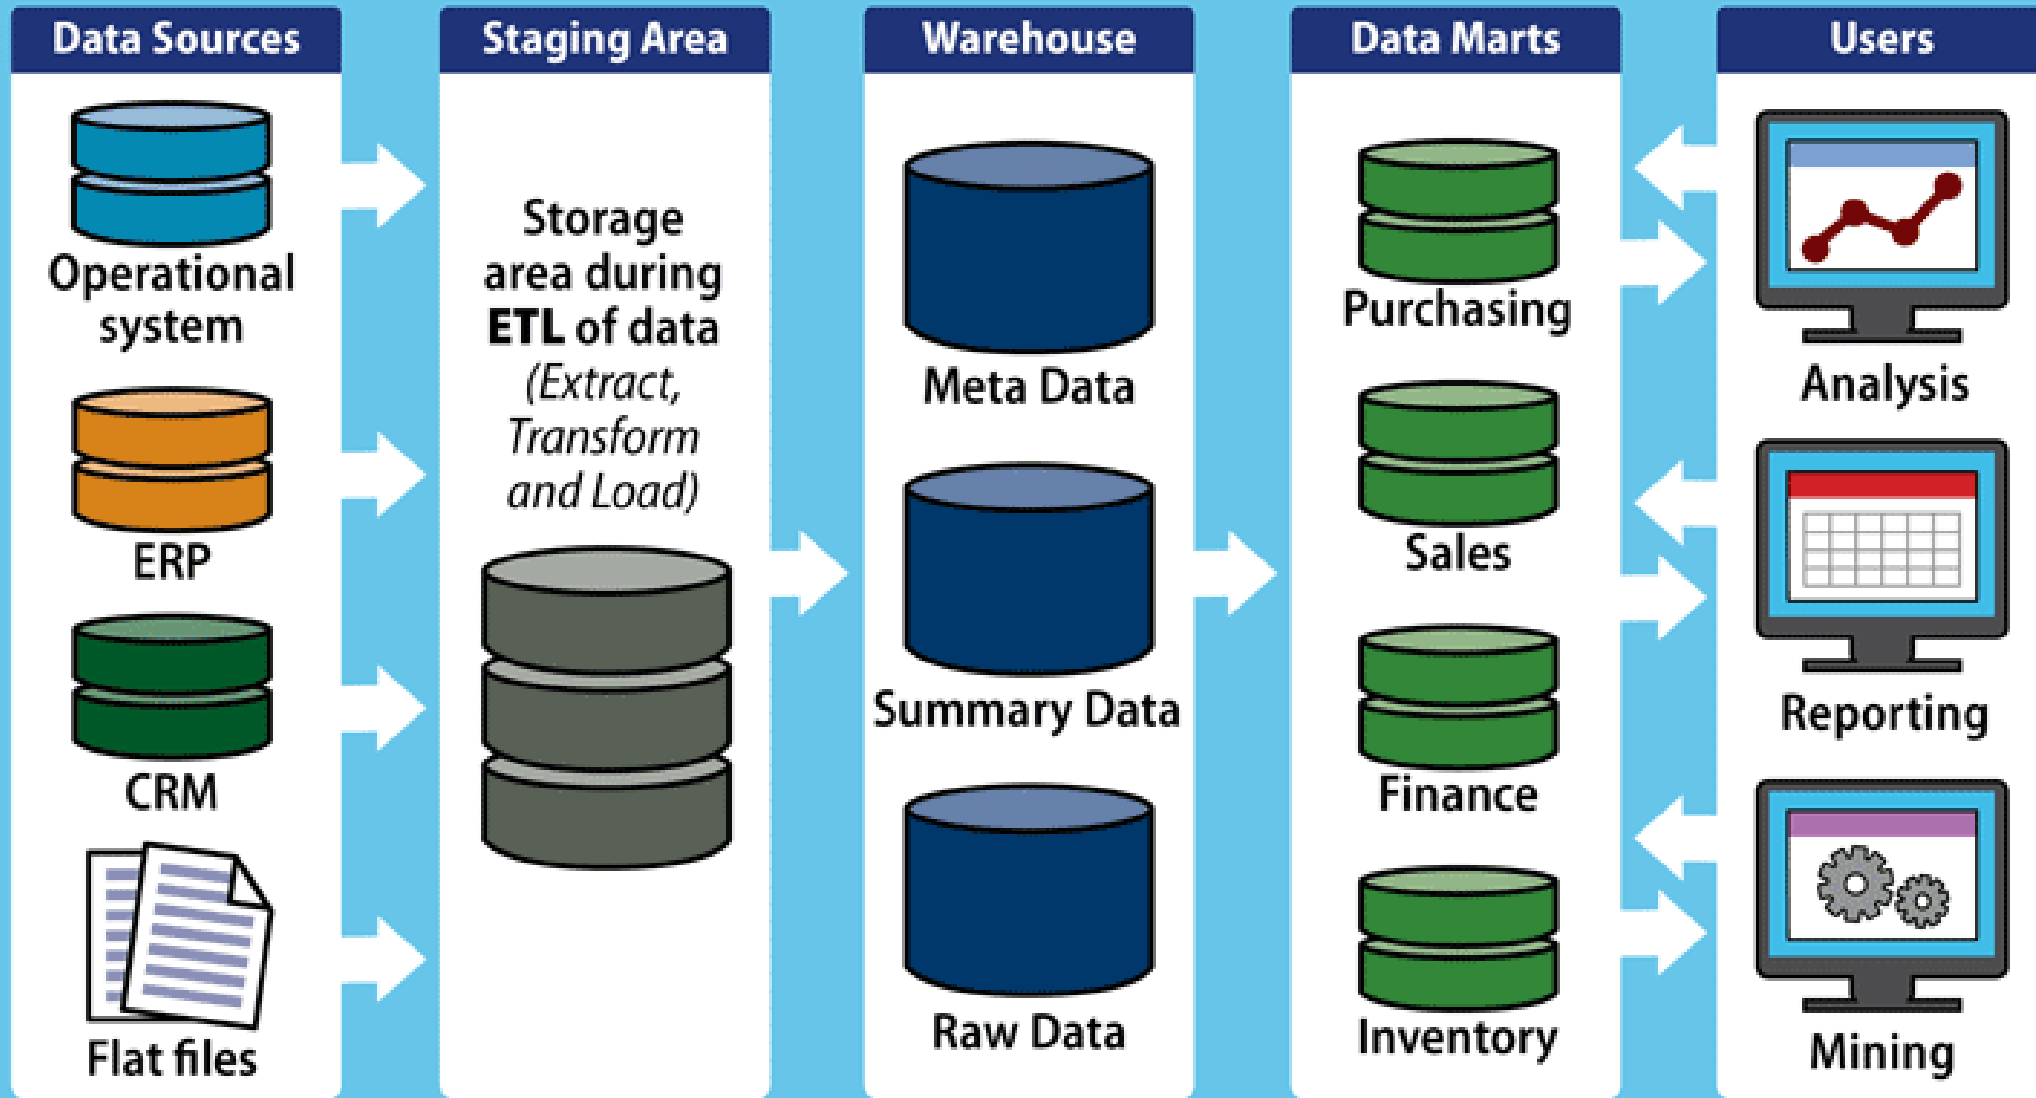 Data Sources
Operational
system
ERP
CRM
Flat files
Staging Area
Storage
area during
ETL of data
(Extract,
Transform
and Load)
Warehouse
Meta Data
Summary Data
Raw Data
Data Marts
Purchasing
Sales
Finance
Inventory
Users
Analysis
Reporting
Mining